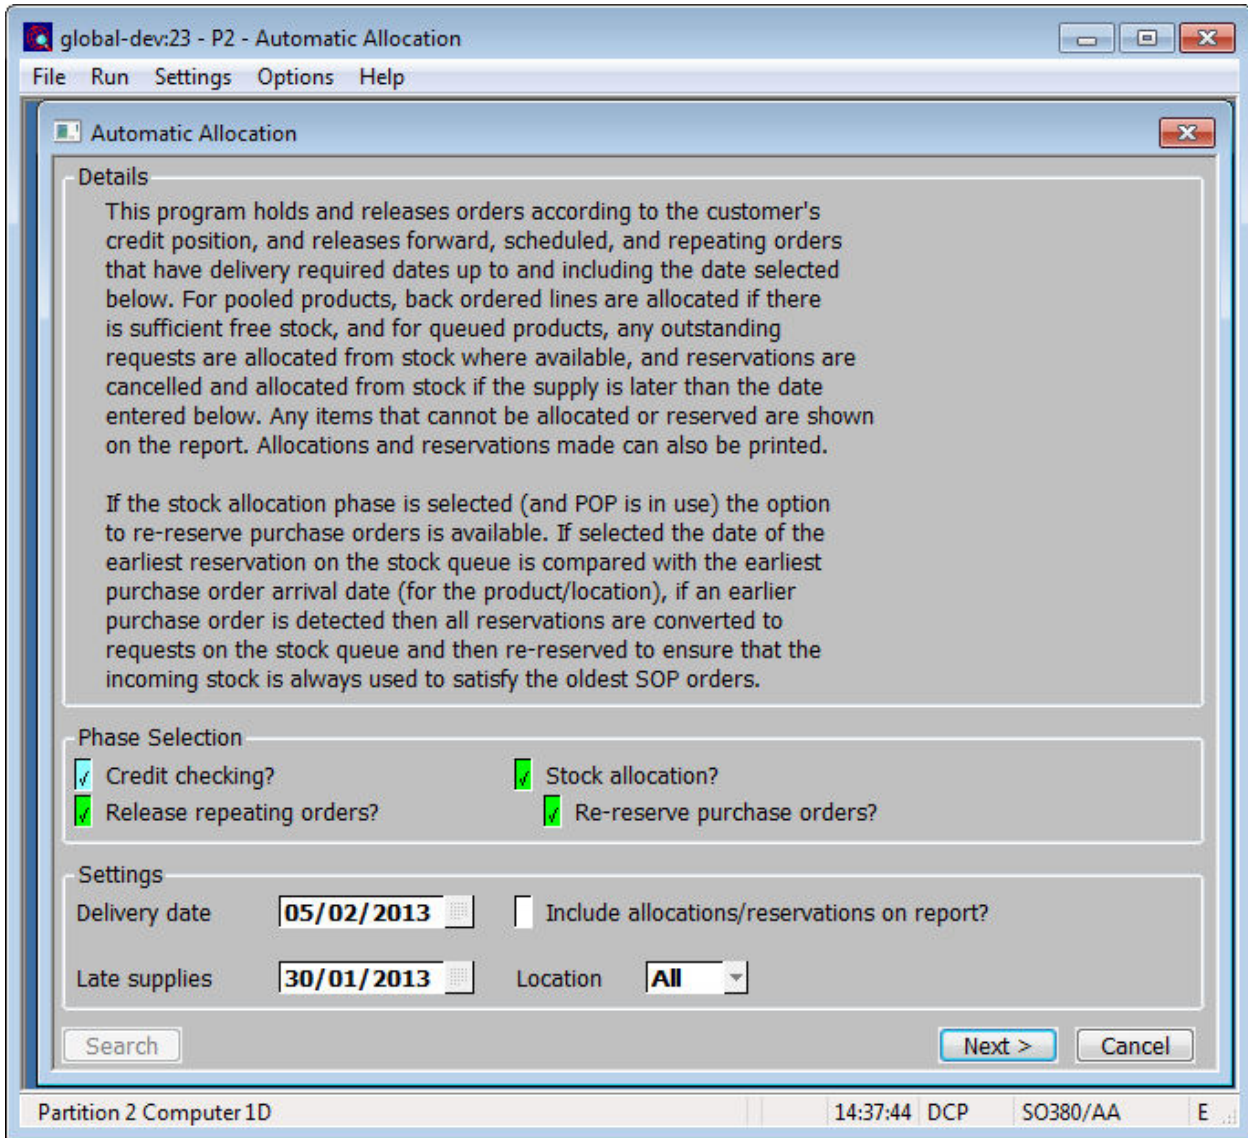 global-dev:23 - P2 - Automatic Allocation
File Run Settings Options Help
Automatic Allocation
Details
This program holds and releases orders according to the customer's
credit position, and releases forward, scheduled, and repeating orders
that have delivery required dates up to and including the date selected
below. For pooled products, back ordered lines are allocated if there
is sufficient free stock, and for queued products, any outstanding
requests are allocated from stock where available, and reservations are
cancelled and allocated from stock if the supply is later than the date
entered below. Any items that cannot be allocated or reserved are shown
on the report. Allocations and reservations made can also be printed.
If the stock allocation phase is selected (and POP is in use) the option
to re-reserve purchase orders is available. If selected the date of the
earliest reservation on the stock queue is compared with the earliest
purchase order arrival date (for the product/location), if an earlier
purchase order is detected then all reservations are converted to
requests on the stock queue and then re-reserved to ensure that the
incoming stock is always used to satisfy the oldest SOP orders.
Phase Selection
Credit checking? Stock allocation?
Release repeating orders? Re-reserve purchase orders?
Settings
Delivery date 05/02/2013 Include allocations/reservations on report?
Late supplies 30/01/2013 Location All
Search Next > Cancel
Partition 2 Computer 1D 14:37:44 DCP SO380/AA E